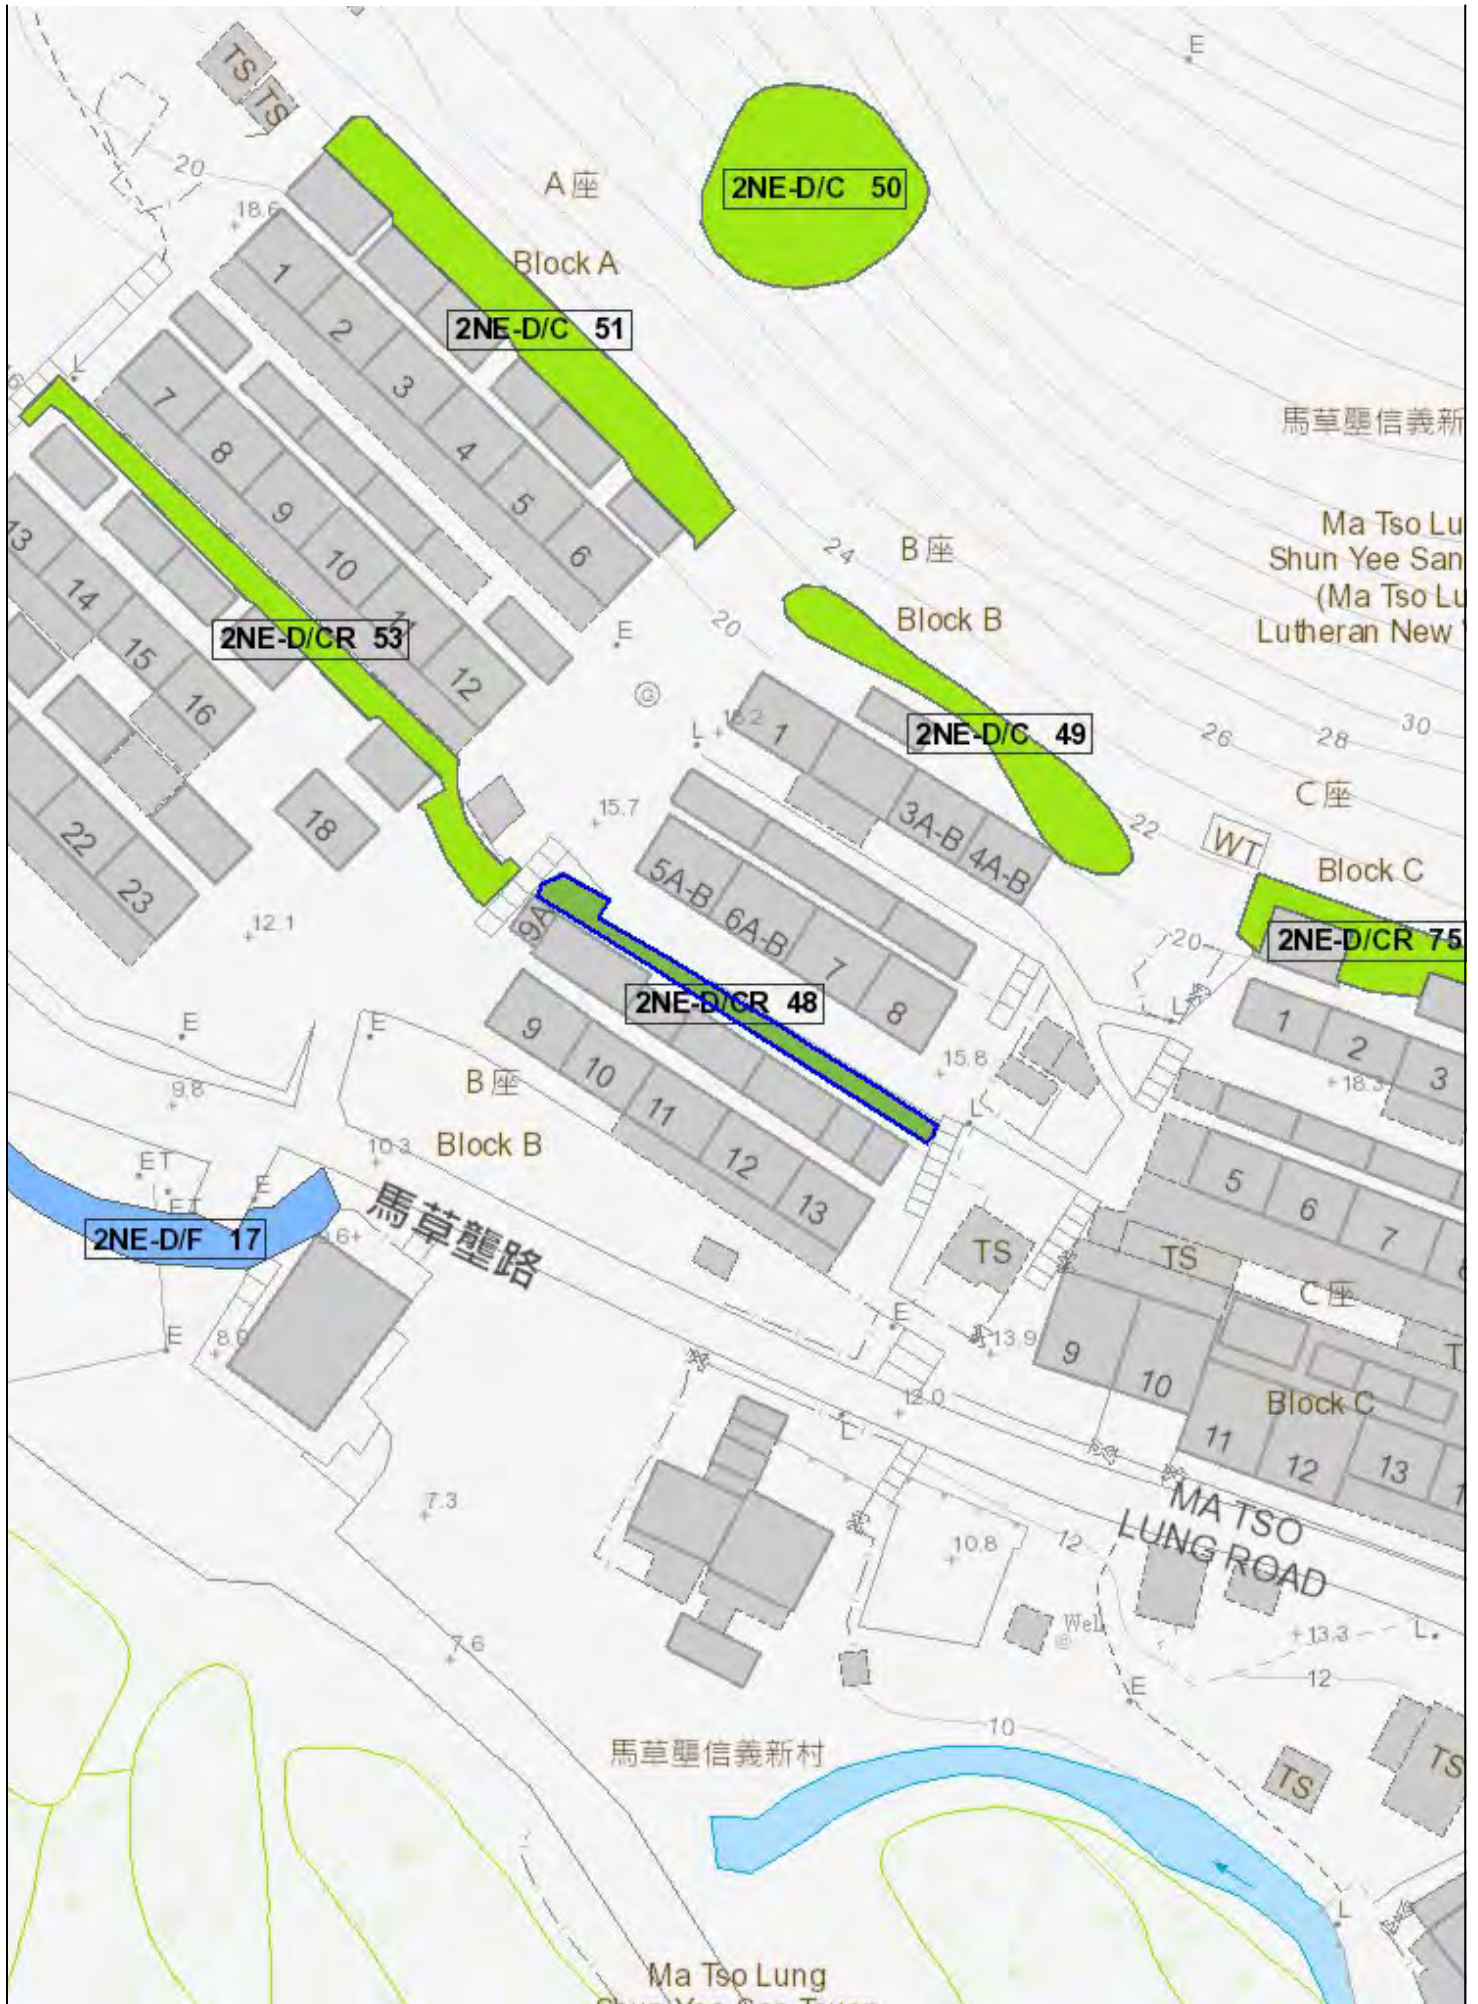 E
TS
TS
20
A座
2NE-D/C 50
18.6
Block A
1
2NE-D/C 51
2
3
7
馬草壟信義新
8
4
9
5
Ma Tso Lu
13
10
6
24
B座
Shun Yee San
14
11
(Ma Tso Lu
2NE-D/CR 53
E
20
Block B
Lutheran New
15
12
16
G
18.2
L
1
2NE-D/C 49
26
28
30
15.7
C座
22
18
3A-B
4A-B
22
WT
Block C
5A-B
23
6A-B
12.1
9A
7
20
2NE-D/CR 75
2NE-D/CR 48
8
L
1
E
E
9
2
15.8
B座
10
18.3
3
9.8
11
L
10.3
Block B
12
5
ET
E
13
6
ET
馬草壟路
2NE-D/F 17
TS
TS
7
C座
E
8.0
E
13.9
9
10
12.0
Block C
L
11
12
13
7.3
MA TSO
10.8
12
LUNG ROAD
Well
13.3
L
7.6
12
E
10
馬草壟信義新村
TS
TS
L
Ma Tso Lung